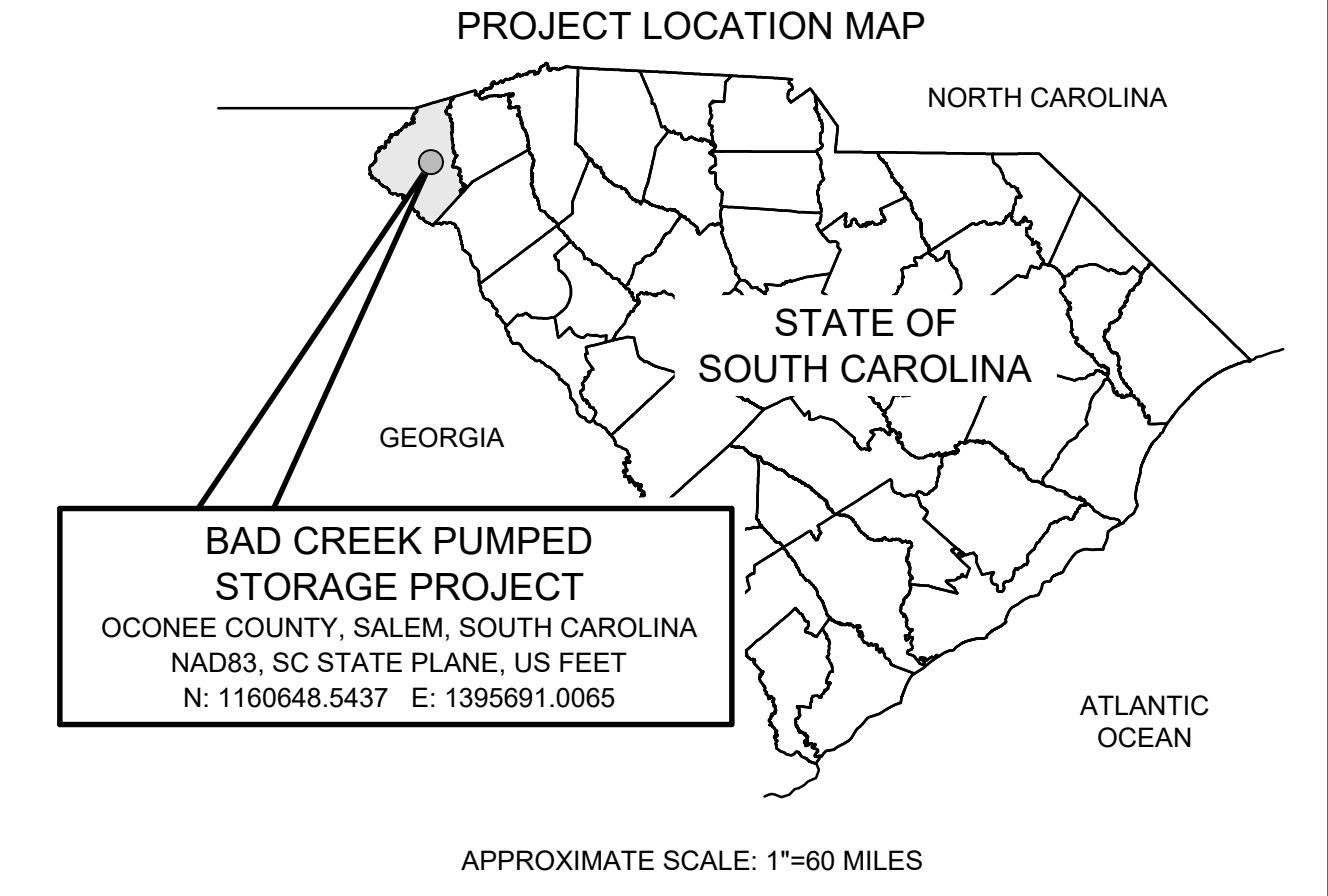 PROJECT LOCATION MAP
NORTH CAROLINA
STATE OF
SOUTH CAROLINA
GEORGIA
BAD CREEK PUMPED
STORAGE PROJECT
OCONEE COUNTY, SALEM, SOUTH CAROLINA
NAD83, SC STATE PLANE, US FEET
N: 1160648.5437 E: 1395691.0065
ATLANTIC
OCEAN
APPROXIMATE SCALE: 1"=60 MILES